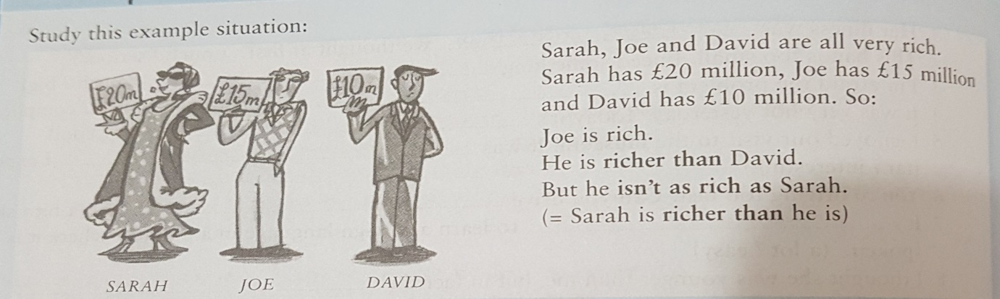 Study this example situation:
£20m
£15m
£10m
SARAH
JOE
DAVID
Sarah, Joe and David are all very rich.
Sarah has £20 million, Joe has £15 million
and David has £10 million. So:
Joe is rich.
He is richer than David.
But he isn't as rich as Sarah.
(= Sarah is richer than he is)